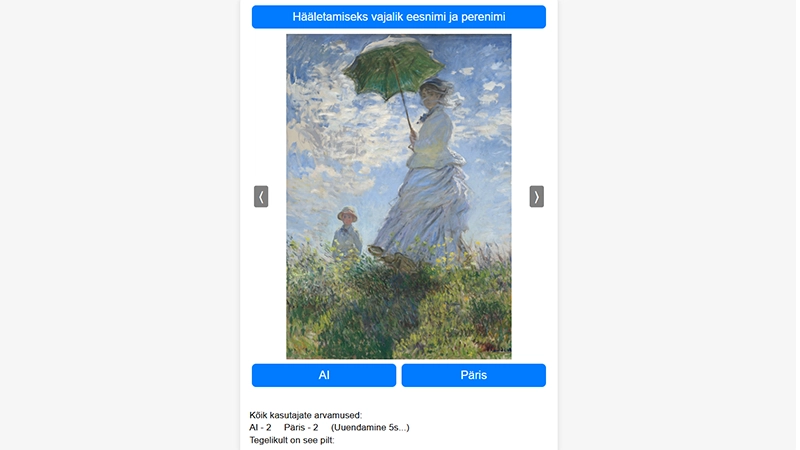 Hääletamiseks vajalik eesnimi ja perenimi
⟨ ⟩
AI Päris
Kõik kasutajate arvamused:
AI - 2 Päris - 2 (Uuendamine 5s...)
Tegelikult on see pilt: